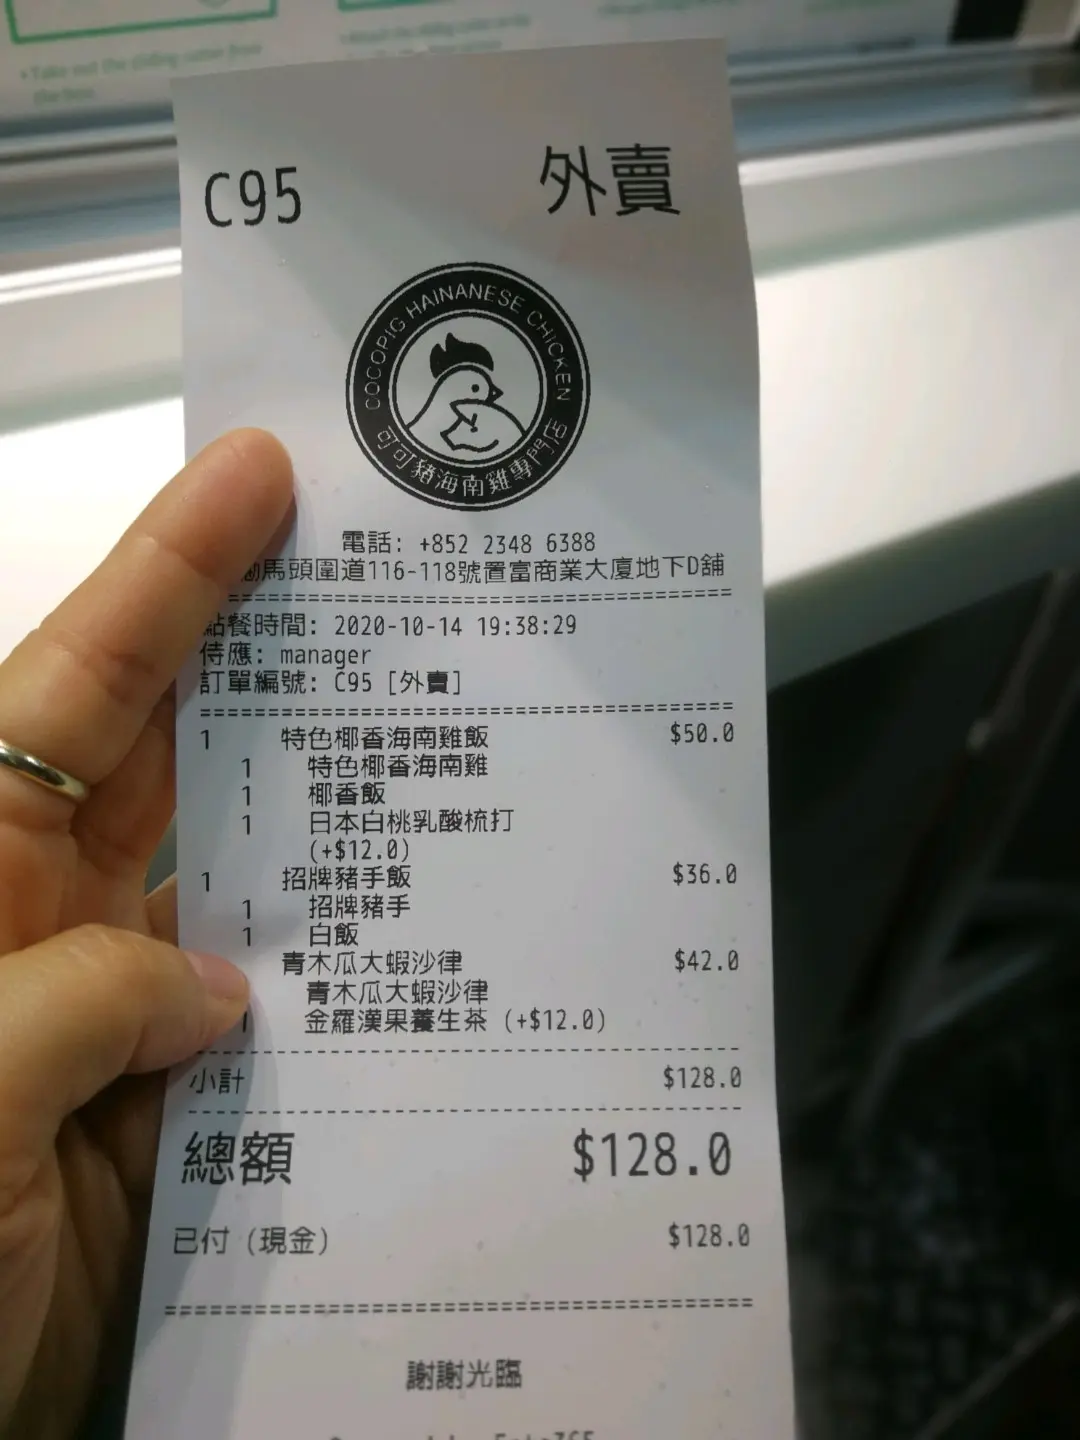 • Take out the
the box.
C95 外賣
COCOPIG HAINANESE CHICKEN
可可豬海南雞專門店
電話: +852 2348 6388
馬頭圍道116-118號置富商業大廈地下D舖
點餐時間: 2020-10-14 19:38:29
侍應: manager
訂單編號: C95 [外賣]
1 特色椰香海南雞飯 $50.0
1 特色椰香海南雞
1 椰香飯
1 日本白桃乳酸梳打
(+$12.0)
1 招牌豬手飯 $36.0
1 招牌豬手
1 白飯
青木瓜大蝦沙律 $42.0
青木瓜大蝦沙律
1 金羅漢果養生茶 (+$12.0)
小計 $128.0
總額 $128.0
已付 (現金) $128.0
謝謝光臨